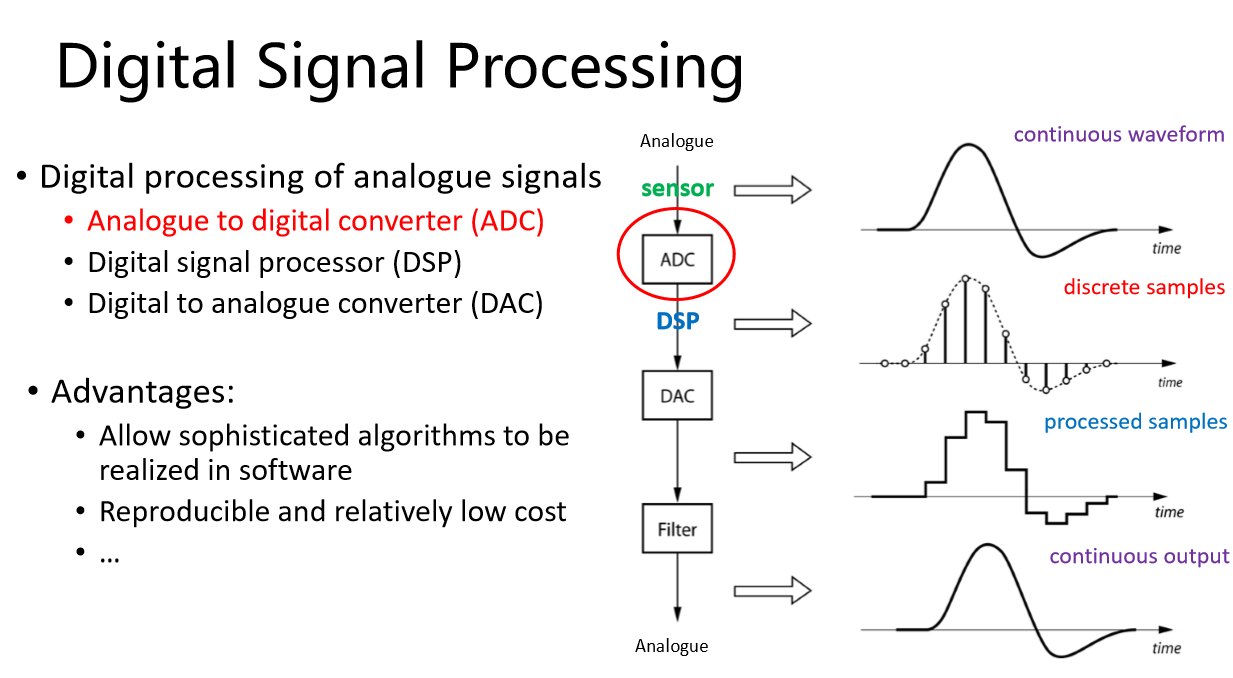 Digital Signal Processing
• Digital processing of analogue signals
• Analogue to digital converter (ADC)
• Digital signal processor (DSP)
• Digital to analogue converter (DAC)
• Advantages:
• Allow sophisticated algorithms to be
realized in software
• Reproducible and relatively low cost
• ...
Analogue
sensor
ADC
DSP
DAC
Filter
Analogue
continuous waveform
time
discrete samples
time
processed samples
time
continuous output
time